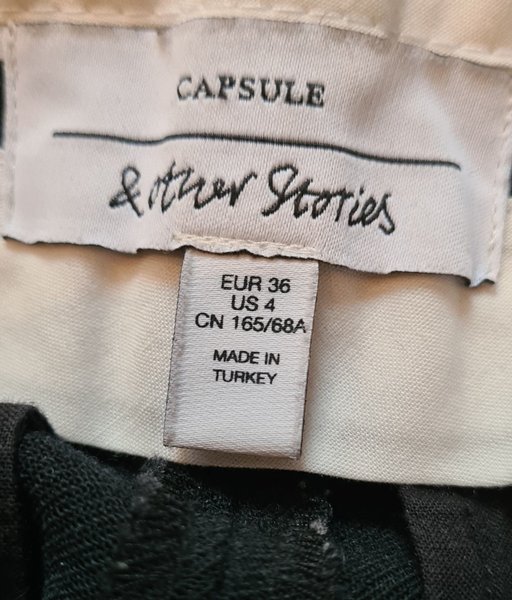 CAPSULE
& Other Stories
EUR 36
US 4
CN 165/68A
MADE IN
TURKEY